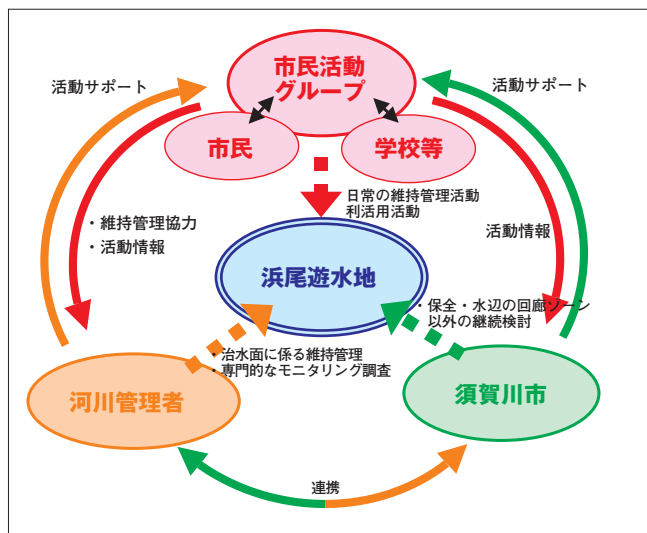 市民活動
グループ
市民
学校等
活動サポート
活動サポート
・維持管理協力
・活動情報
日常の維持管理活動
利活用活動
活動情報
浜尾遊水地
・保全・水辺の回廊ゾーン
以外の継続検討
・治水面に係る維持管理
・専門的なモニタリング調査
河川管理者
須賀川市
連携